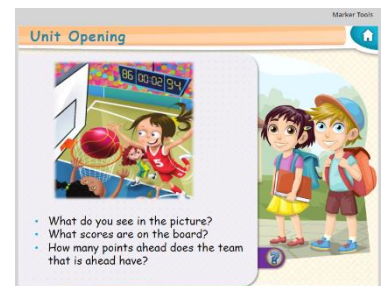 Marker Tools
Unit Opening
86 00:02 94
5
• What do you see in the picture?
• What scores are on the board?
• How many points ahead does the team
that is ahead have?
?